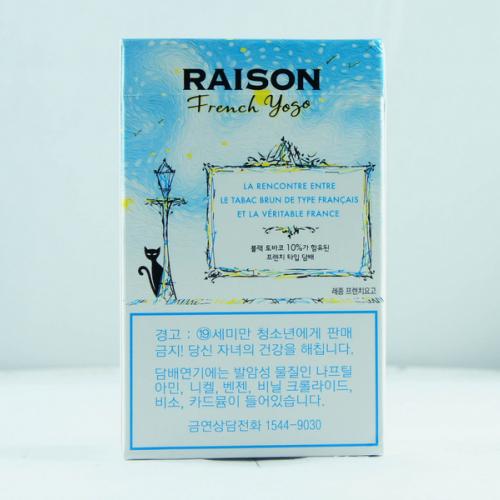 RAISON
French Yogo
LA RENCONTRE ENTRE
LE TABAC BRUN DE TYPE FRANÇAIS
ET LA VÉRITABLE FRANCE
블랙 토바코 10%가 함유된
프렌치 타입 담배
레종 프렌치요고
경고 : ⑲세미만 청소년에게 판매
금지! 당신 자녀의 건강을 해칩니다.
담배연기에는 발암성 물질인 나프틸
아민, 니켈, 벤젠, 비닐 크롤라이드,
비소, 카드뮴이 들어있습니다.
금연상담전화 1544-9030